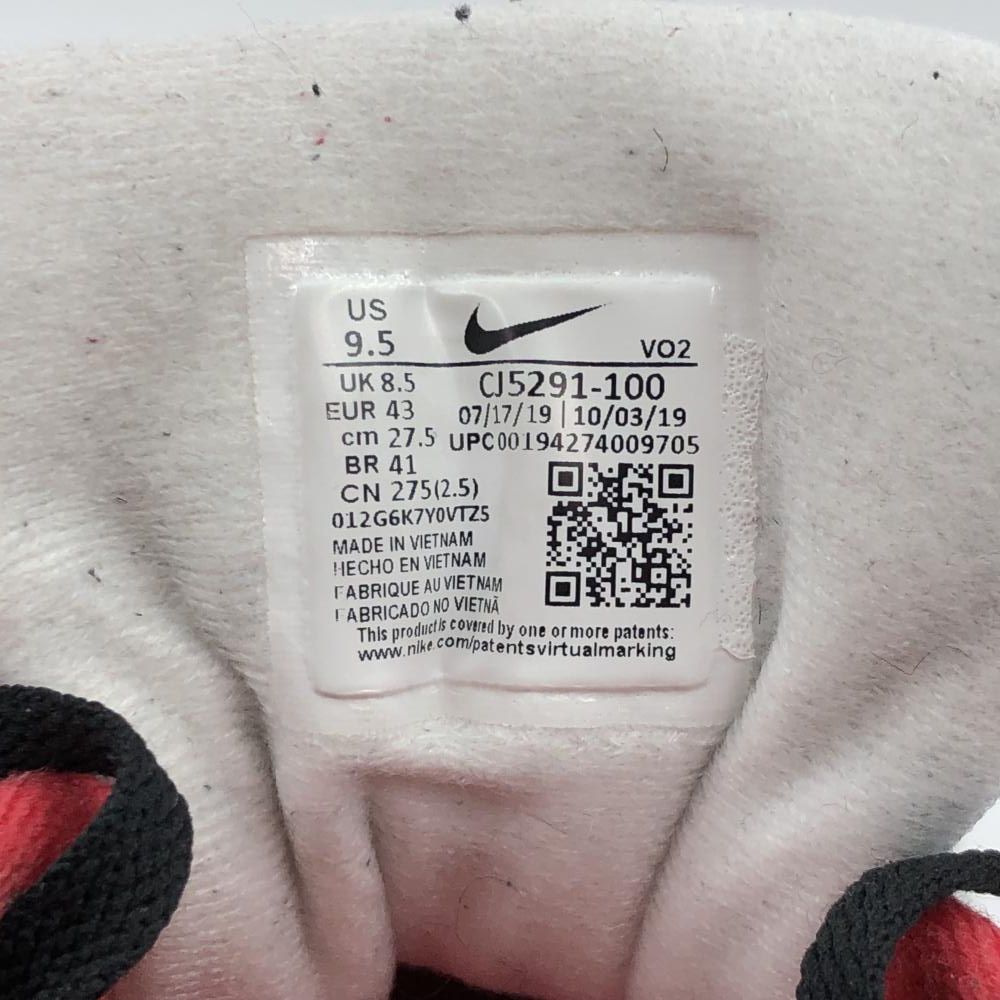 US
9.5
VO2
UK 8.5
EUR 43
cm 27.5
BR 41
CN 275(2.5)
012G6K7Y0VTZ5
MADE IN VIETNAM
HECHO EN VIETNAM
FABRIQUE AU VIETNAM
FABRICADO NO VIETNÃ
CJ5291-100
07/17/19 | 10/03/19
UPC00194274009705
This product is covered by one or more patents:
www.nike.com/patentsvirtualmarking